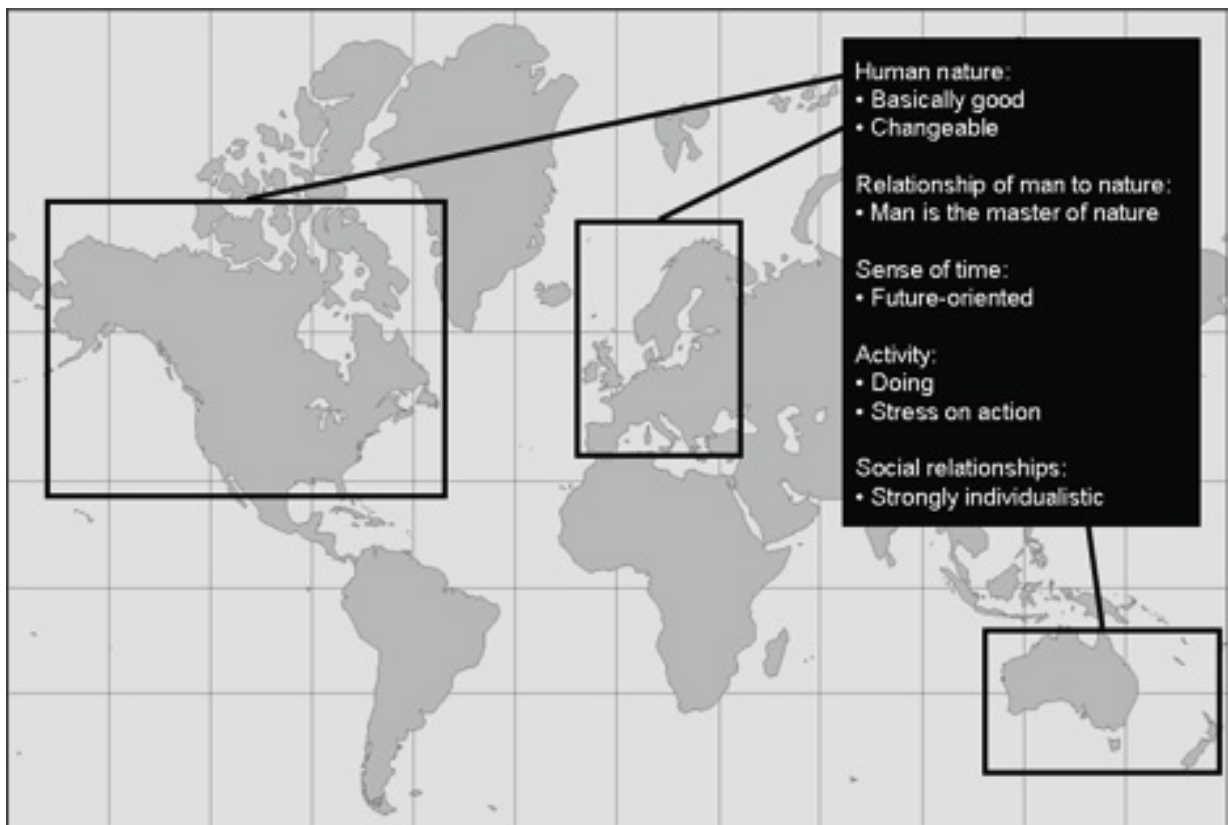 Human nature:
• Basically good
• Changeable
Relationship of man to nature:
• Man is the master of nature
Sense of time:
• Future-oriented
Activity:
• Doing
• Stress on action
Social relationships:
• Strongly individualistic